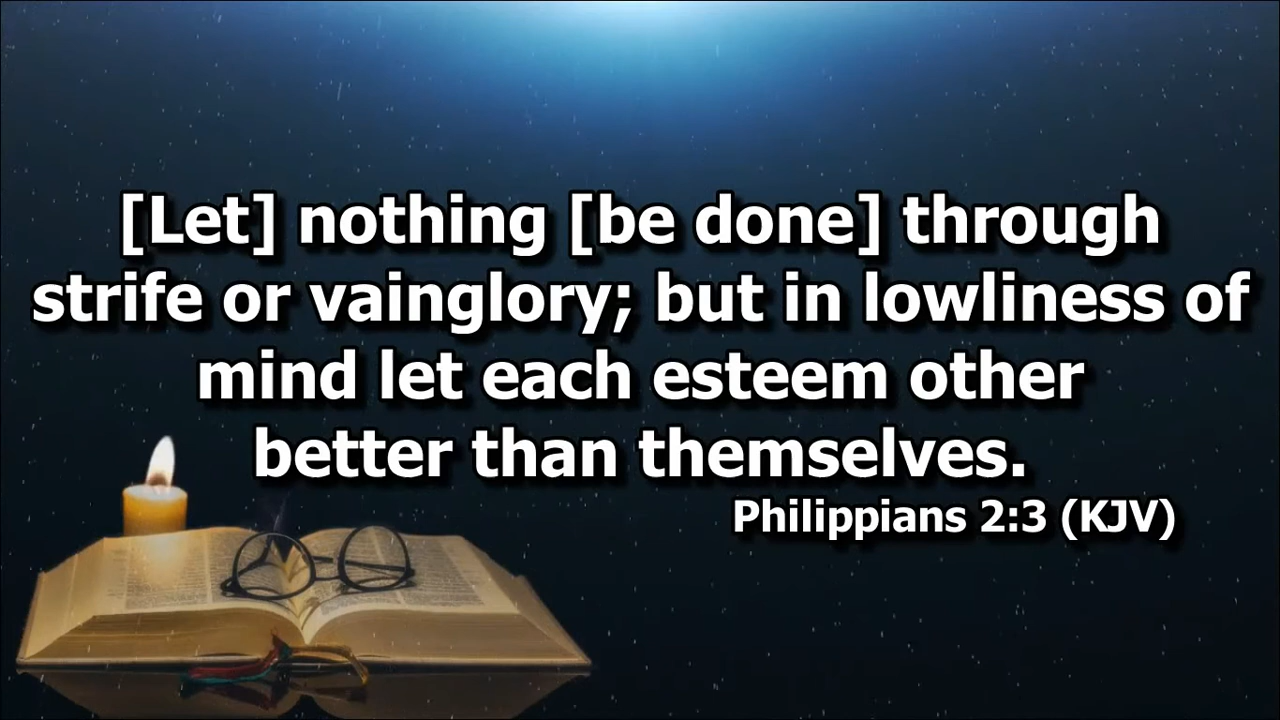 [Let] nothing [be done] through
strife or vainglory; but in lowliness of
mind let each esteem other
better than themselves.
Philippians 2:3 (KJV)